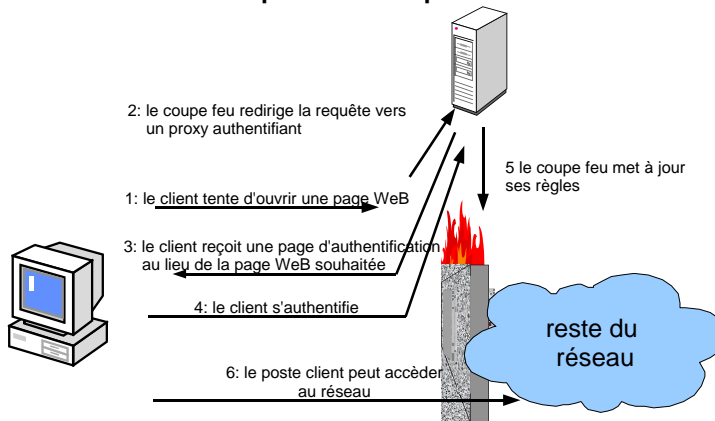 2: le coupe feu redirige la requête vers
un proxy authentifiant
5 le coupe feu met à jour
ses règles
1: le client tente d'ouvrir une page WeB
3: le client reçoit une page d'authentification
au lieu de la page WeB souhaitée
4: le client s'authentifie
reste du
réseau
6: le poste client peut accèder
au réseau